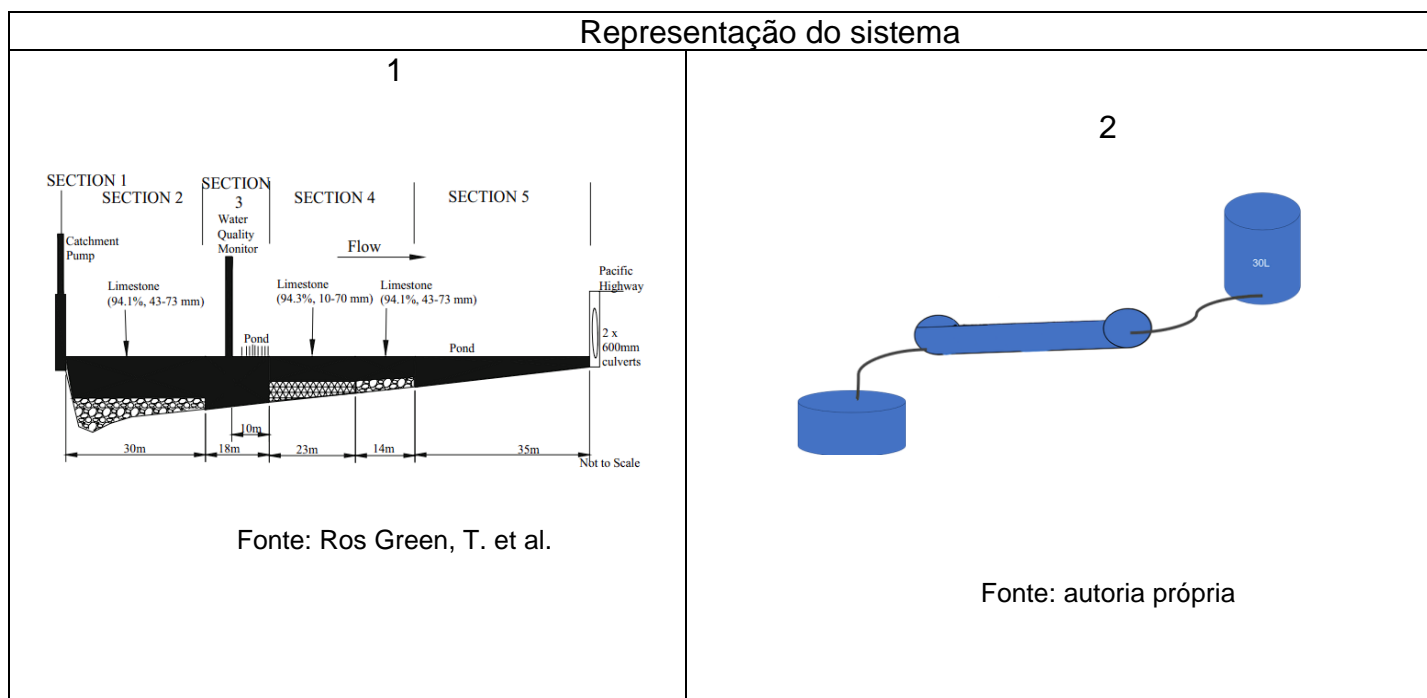 Representação do sistema
1
SECTION 1
SECTION 2
SECTION
3
SECTION 4
SECTION 5
Water
Quality
Monitor
Catchment
Pump
Flow
Limestone
(94.1%, 43-73 mm)
Limestone
(94.3%, 10-70 mm)
Limestone
(94.1%, 43-73 mm)
Pacific
Highway
Pond
Pond
2 x
600mm
culverts
10m
30m
18m
23m
14m
35m
Not to Scale
Fonte: Ros Green, T. et al.
2
30L
Fonte: autoria própria